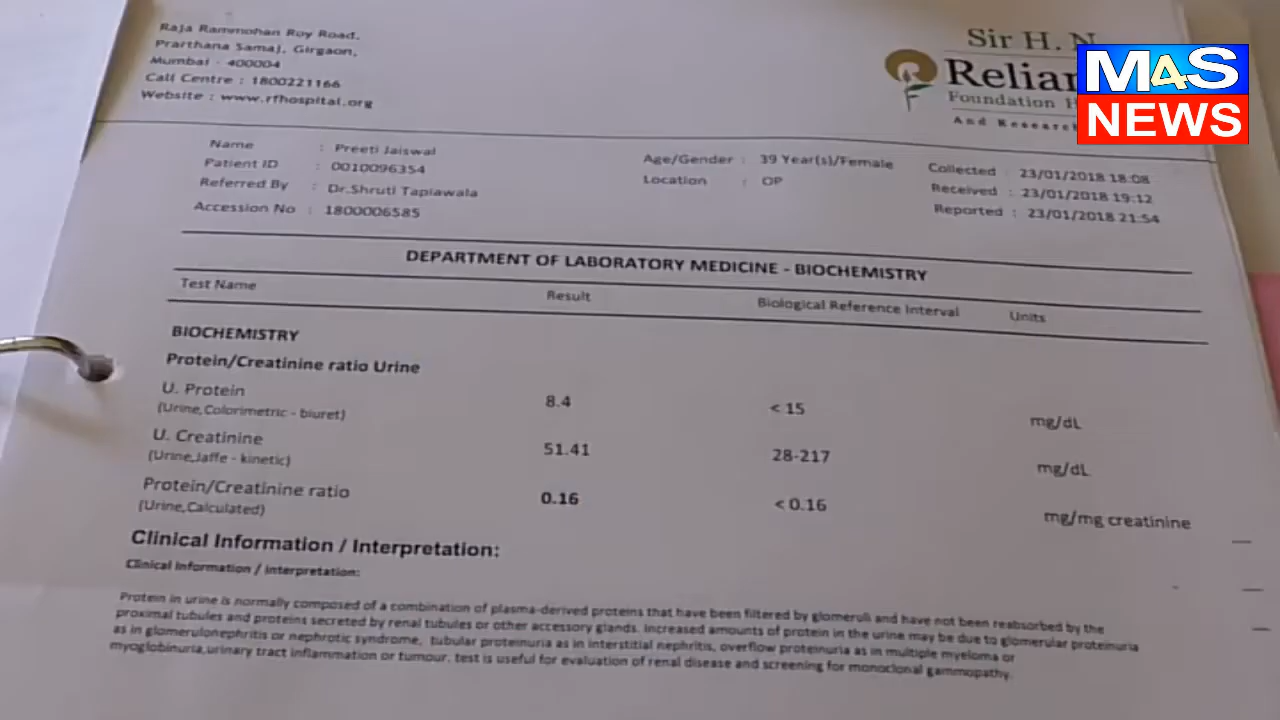 Raja Rammohan Roy Road,
Prarthana Samaj, Girgaon,
Mumbai - 400004
Call Centre : 1800221166
Website : www.rfhospital.org
Sir H. N.
Relian
Foundation H
And Researc
M4S
NEWS
Name : Preeti Jaiswal
Patient ID : 0010096354
Referred By : Dr.Shruti Tapiawala
Accession No : 1800006585
Age/Gender : 39 Year(s)/Female
Location : OP
Collected : 23/01/2018 18:08
Received : 23/01/2018 19:12
Reported : 23/01/2018 21:54
DEPARTMENT OF LABORATORY MEDICINE - BIOCHEMISTRY
Test Name Result Biological Reference Interval Units
BIOCHEMISTRY
Protein/Creatinine ratio Urine
U. Protein 8.4 < 15 mg/dL
(Urine,Colorimetric - biuret)
U. Creatinine 51.41 28-217 mg/dL
(Urine,Jaffe - kinetic)
Protein/Creatinine ratio 0.16 < 0.16 mg/mg creatinine
(Urine,Calculated)
Clinical Information / Interpretation:
Clinical Information / Interpretation:
Protein in urine is normally composed of a combination of plasma-derived proteins that have been filtered by glomeruli and have not been reabsorbed by the
proximal tubules and proteins secreted by renal tubules or other accessory glands. Increased amounts of protein in the urine may be due to glomerular proteinuria
as in glomerulonephritis or nephrotic syndrome, tubular proteinuria as in interstitial nephritis, overflow proteinuria as in multiple myeloma or
myoglobinuria,urinary tract inflammation or tumour. test is useful for evaluation of renal disease and screening for monoclonal gammopathy.